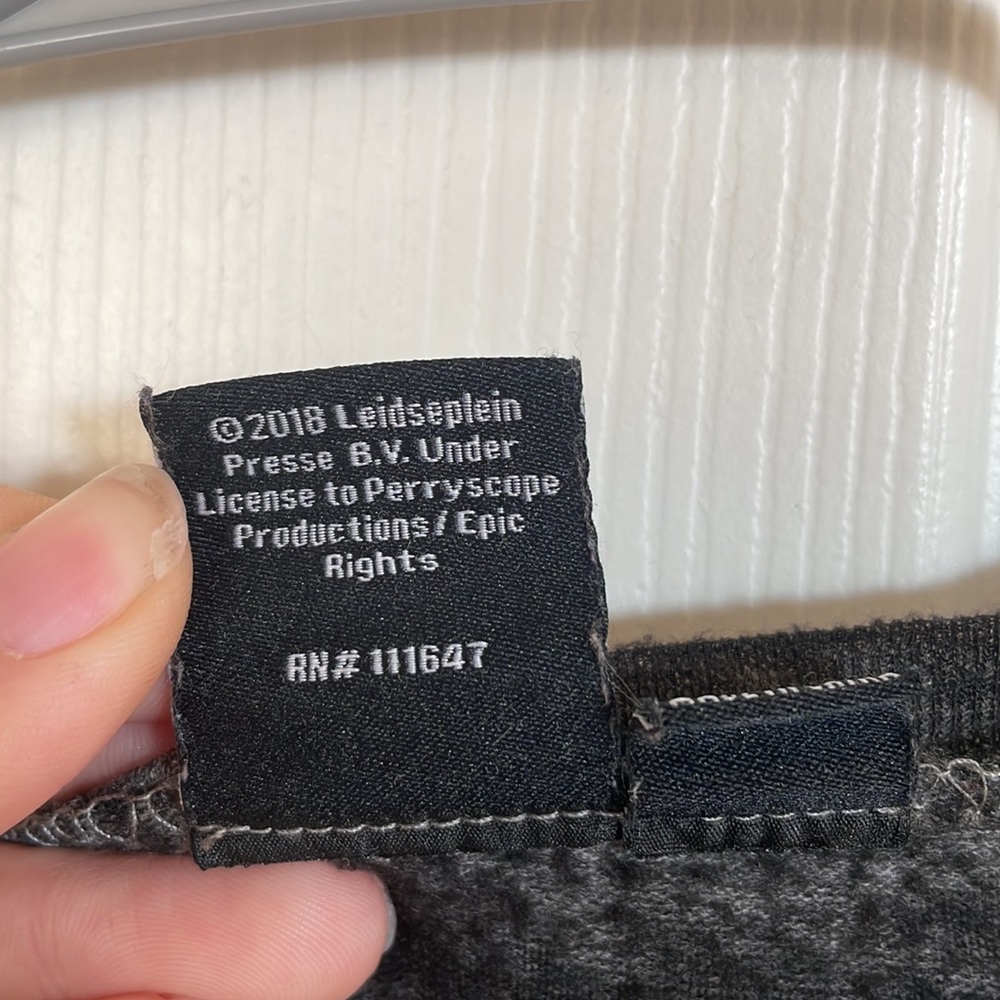 ©2018 Leidseplein
Presse B.V. Under
License to Perryscope
Productions/Epic
Rights
RN# 111647